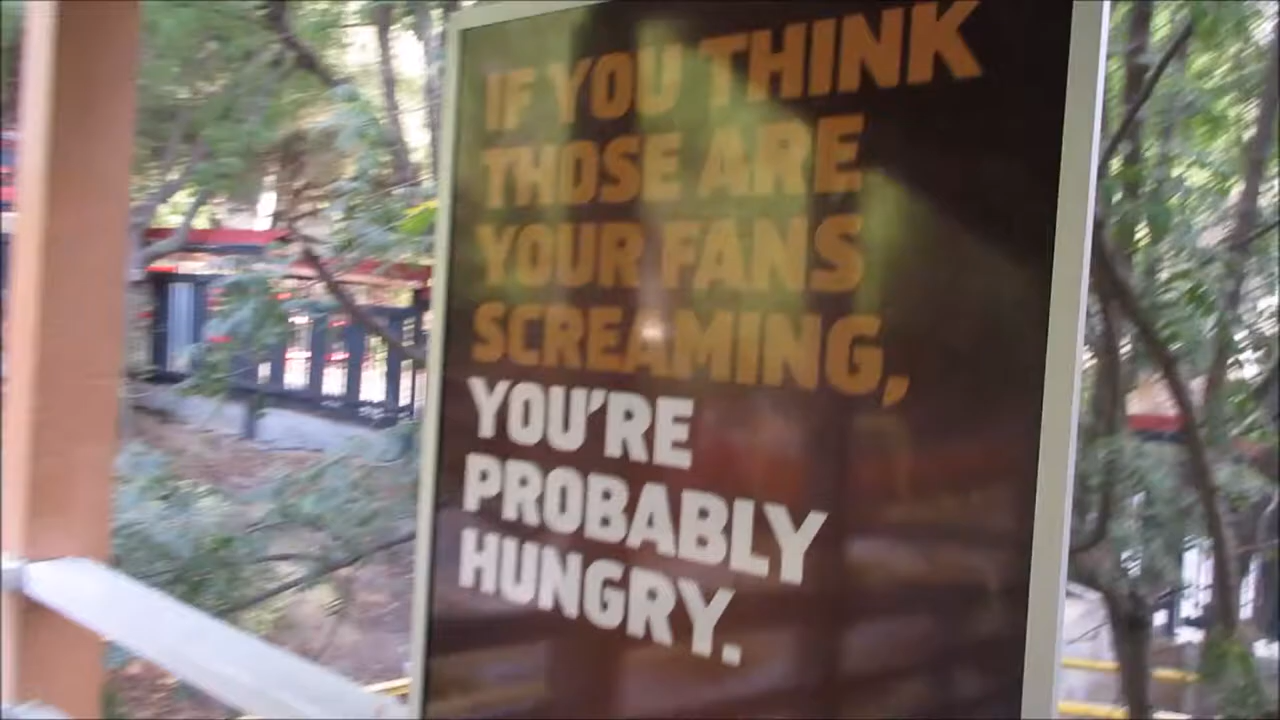 IF YOU THINK
THOSE ARE
YOUR FANS
SCREAMING,
YOU'RE
PROBABLY
HUNGRY.